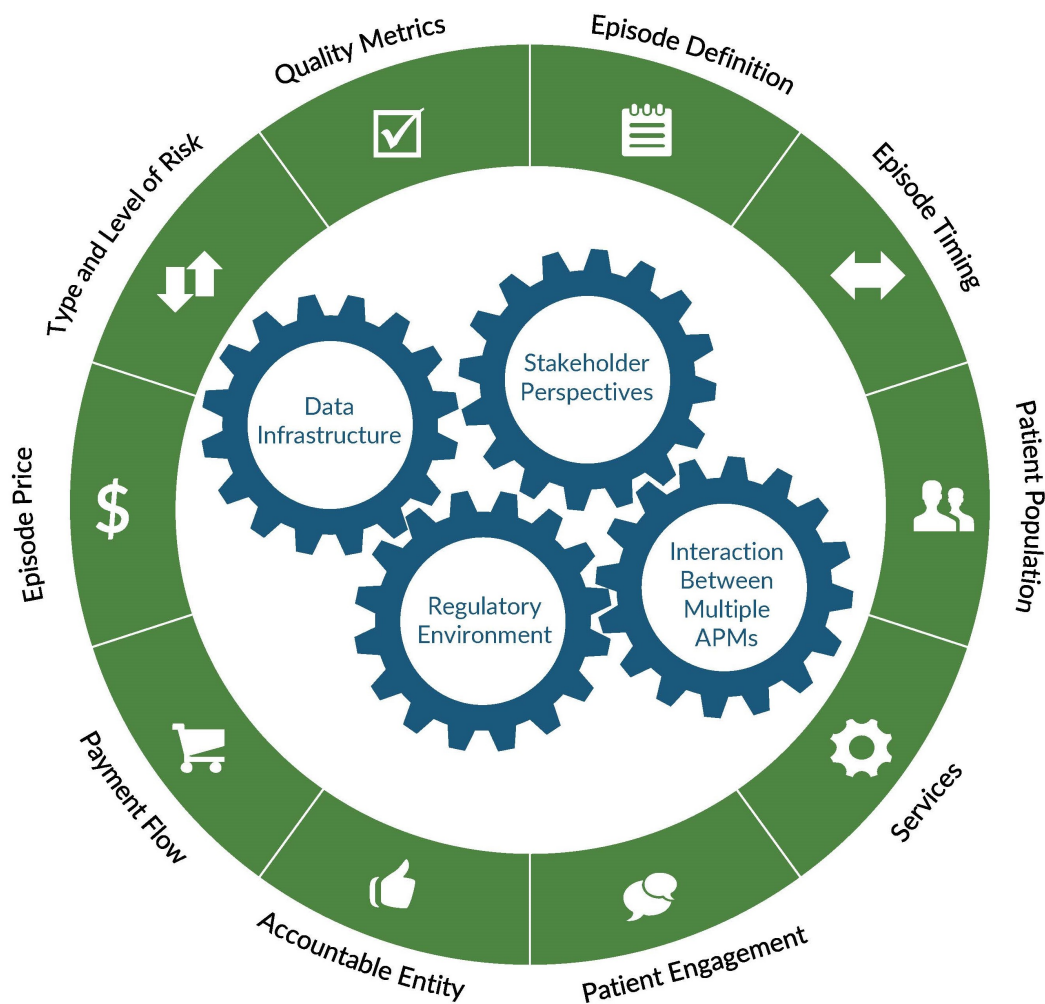 Episode Definition
Episode Timing
Patient Population
Services
Patient Engagement
Accountable Entity
Payment Flow
Episode Price
$
Type and Level of Risk
Quality Metrics
Data
Infrastructure
Stakeholder
Perspectives
Regulatory
Environment
Interaction
Between
Multiple
APMs